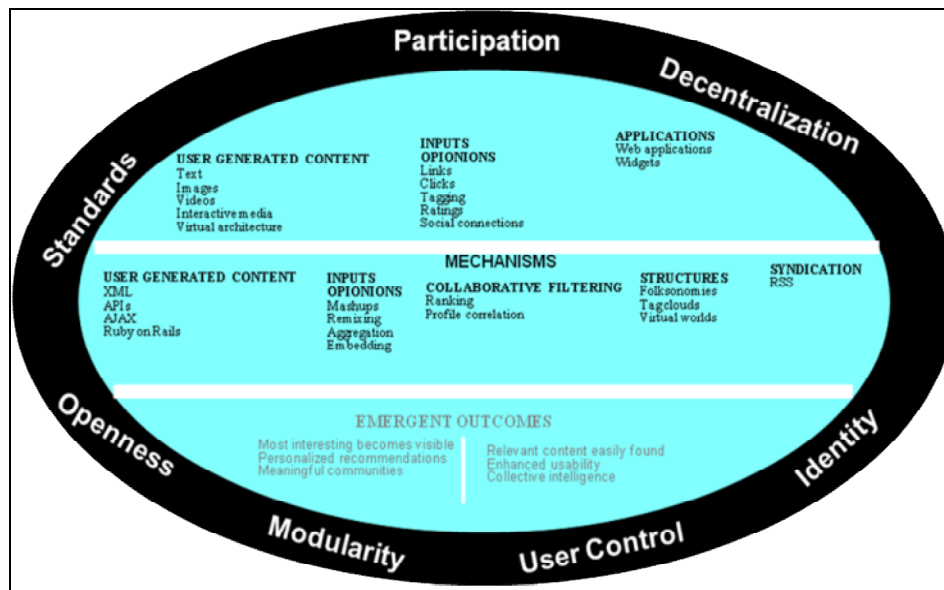 Participation
Decentralization
Standards
USER GENERATED CONTENT
Text
Images
Videos
Interactive media
Virtual architecture
INPUTS
OPIONIONS
Links
Clicks
Tagging
Ratings
Social connections
APPLICATIONS
Web applications
Widgets
MECHANISMS
USER GENERATED CONTENT
XML
APIs
AJAX
Ruby on Rails
INPUTS
OPIONIONS
Mashups
Remixing
Aggregation
Embedding
COLLABORATIVE FILTERING
Ranking
Profile correlation
STRUCTURES
Folksonomies
Tagclouds
Virtual worlds
SYNDICATION
RSS
EMERGENT OUTCOMES
Most interesting becomes visible
Personalized recommendations
Meaningful communities
Relevant content easily found
Enhanced usability
Collective intelligence
Openness
Identity
Modularity
User Control